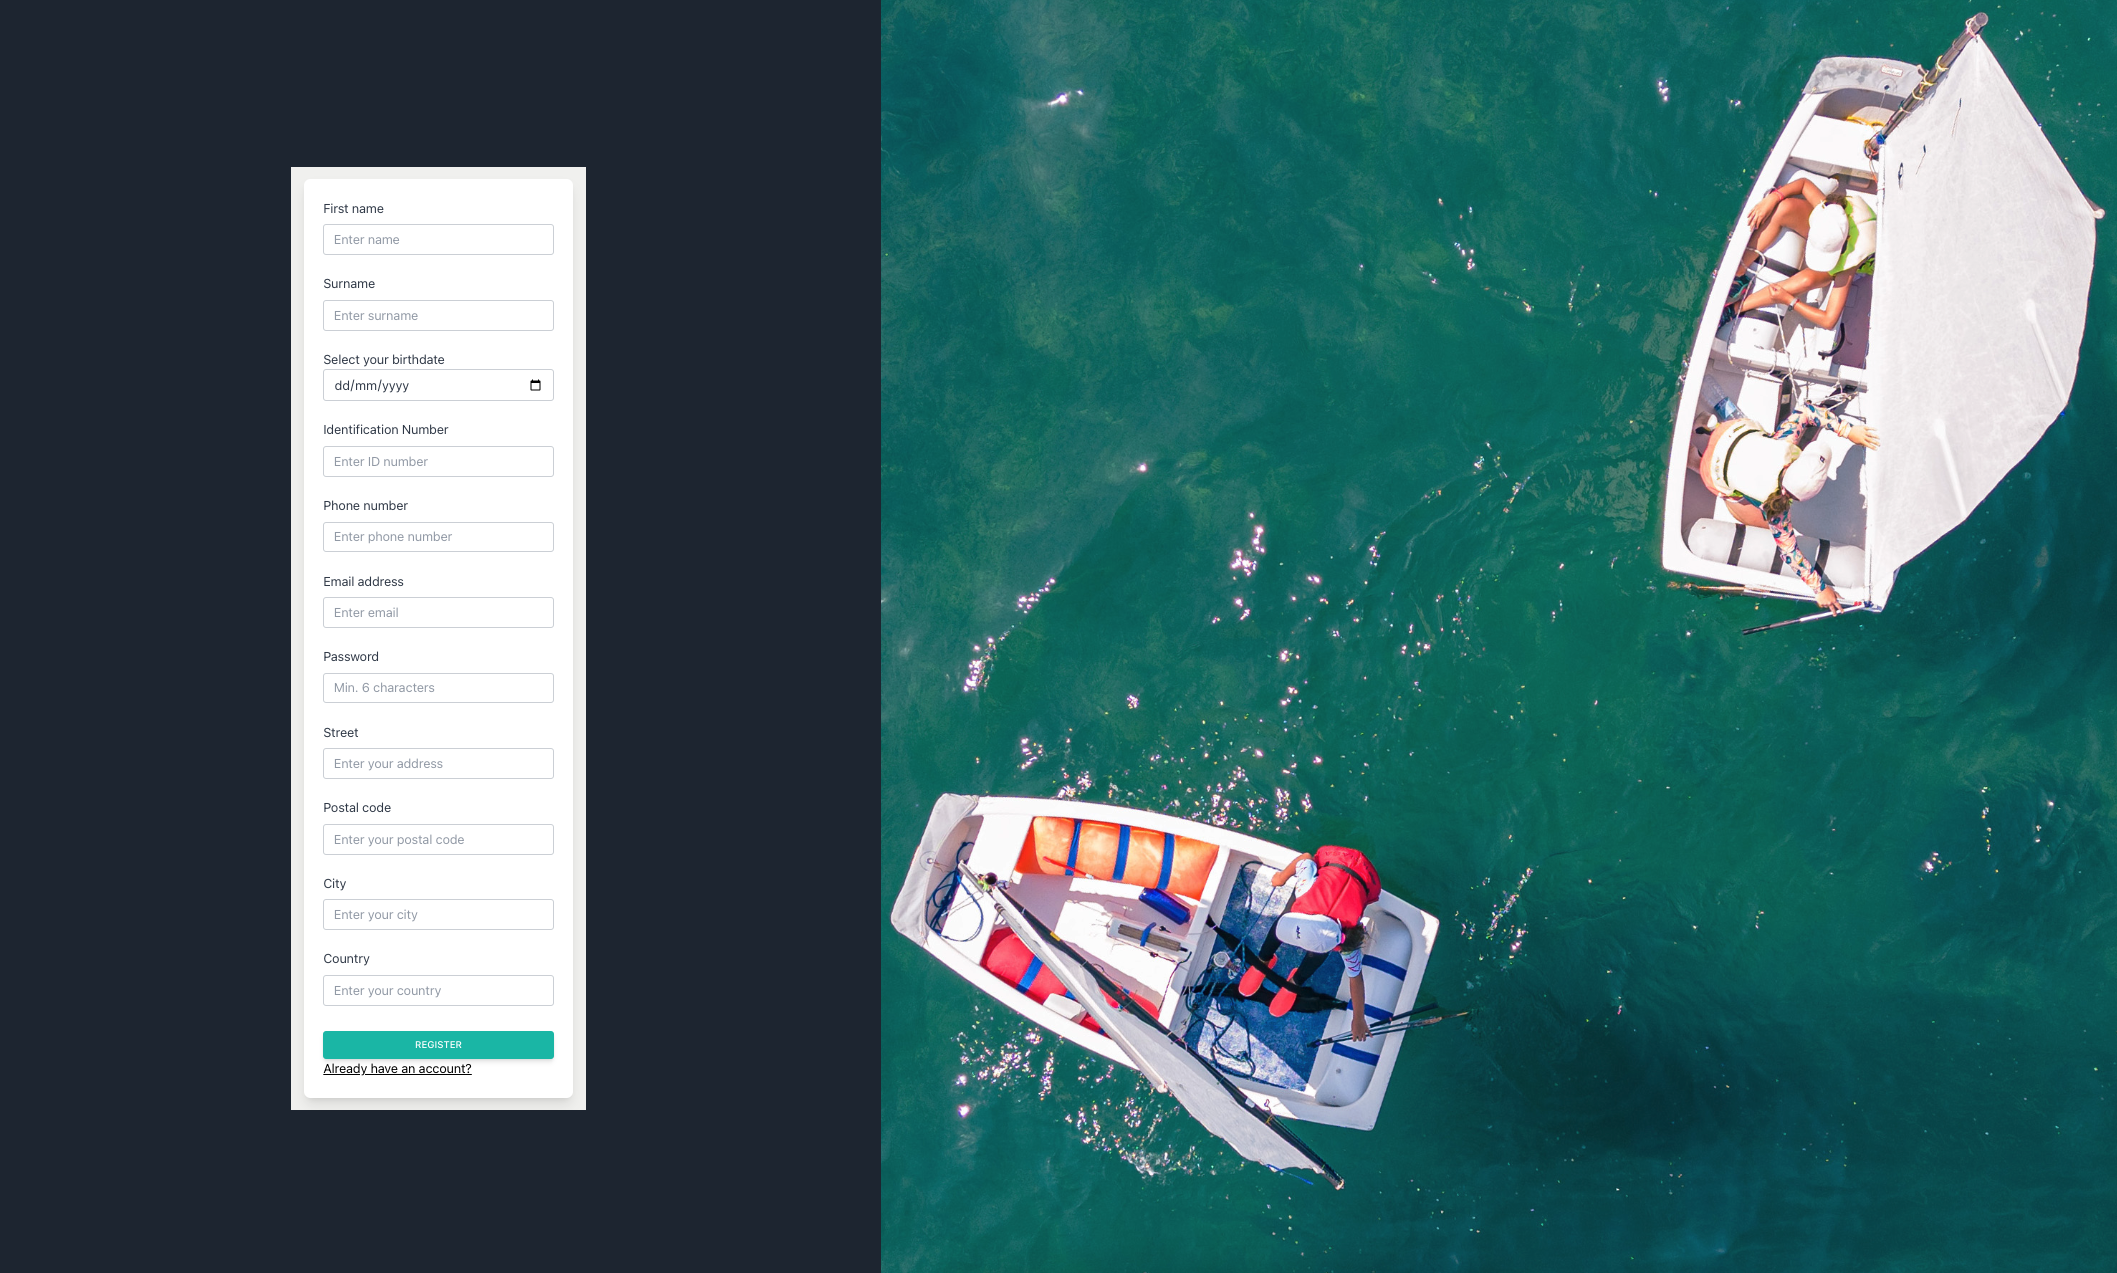 First name
Enter name
Surname
Enter surname
Select your birthdate
dd/mm/yyyy
Identification Number
Enter ID number
Phone number
Enter phone number
Email address
Enter email
Password
Min. 6 characters
Street
Enter your address
Postal code
Enter your postal code
City
Enter your city
Country
Enter your country
REGISTER
Already have an account?